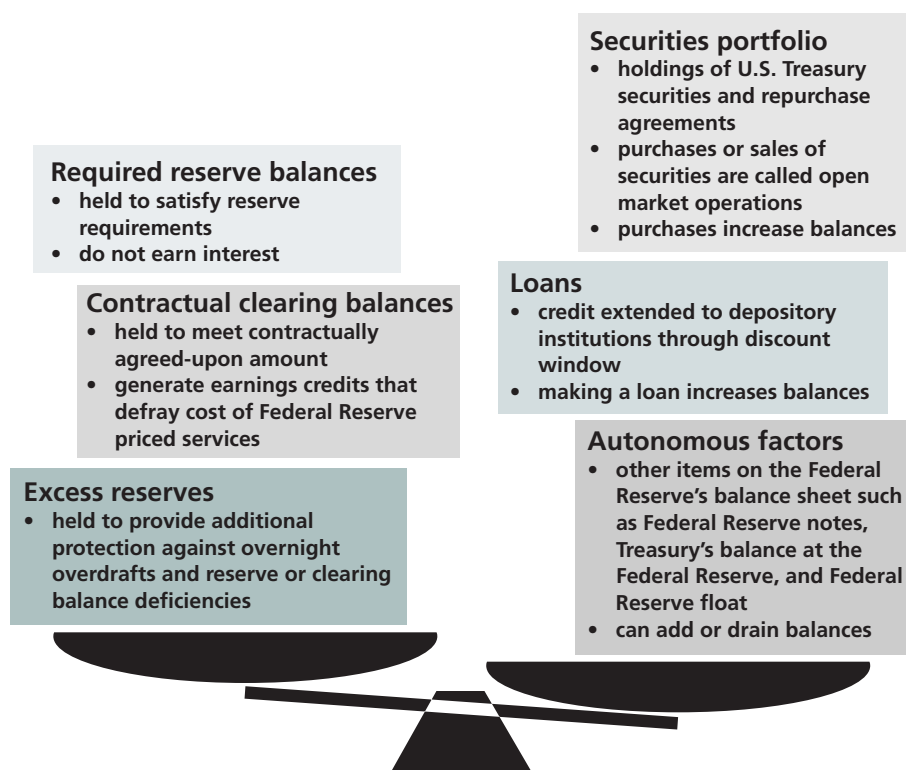 Required reserve balances
• held to satisfy reserve
requirements
• do not earn interest
Contractual clearing balances
• held to meet contractually
agreed-upon amount
• generate earnings credits that
defray cost of Federal Reserve
priced services
Excess reserves
• held to provide additional
protection against overnight
overdrafts and reserve or clearing
balance deficiencies
Securities portfolio
• holdings of U.S. Treasury
securities and repurchase
agreements
• purchases or sales of
securities are called open
market operations
• purchases increase balances
Loans
• credit extended to depository
institutions through discount
window
• making a loan increases balances
Autonomous factors
• other items on the Federal
Reserve’s balance sheet such
as Federal Reserve notes,
Treasury’s balance at the
Federal Reserve, and Federal
Reserve float
• can add or drain balances